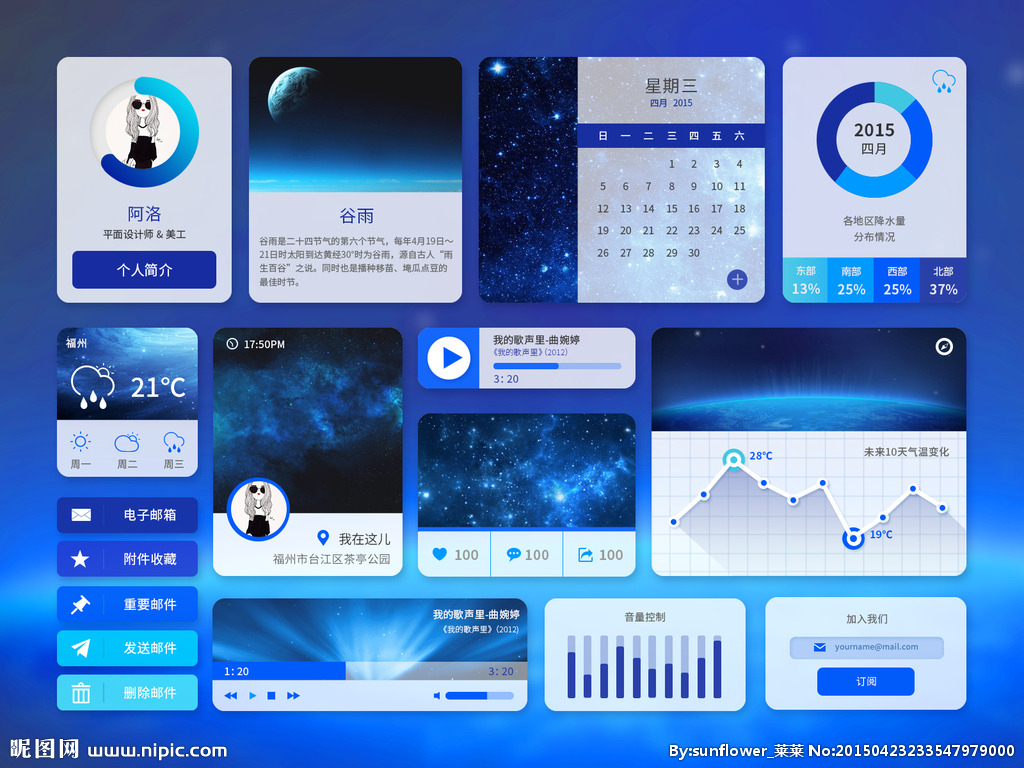 阿洛
平面设计师 & 美工
个人简介
谷雨
谷雨是二十四节气的第六个节气，每年4月19日～
21日时太阳到达黄经30°时为谷雨，源自古人“雨
生百谷”之说。同时也是播种移苗、埯瓜点豆的
最佳时节。
星期三
四月 2015
日 一 二 三 四 五 六
1 2 3 4
5 6 7 8 9 10 11
12 13 14 15 16 17 18
19 20 21 22 23 24 25
26 27 28 29 30
2015
四月
各地区降水量
分布情况
东部 南部 西部 北部
13% 25% 25% 37%
福州
21℃
周一 周二 周三
17:50PM
我在这儿
福州市台江区茶亭公园
我的歌声里-曲婉婷
《我的歌声里》(2012)
3:20
100 100 100
未来10天气温变化
28℃
19℃
电子邮箱
附件收藏
重要邮件
发送邮件
删除邮件
我的歌声里-曲婉婷
《我的歌声里》(2012)
1:20 3:20
音量控制
加入我们
yourname@mail.com
订阅
昵图网 www.nipic.com
By:sunflower_莱莱 No:20150423233547979000